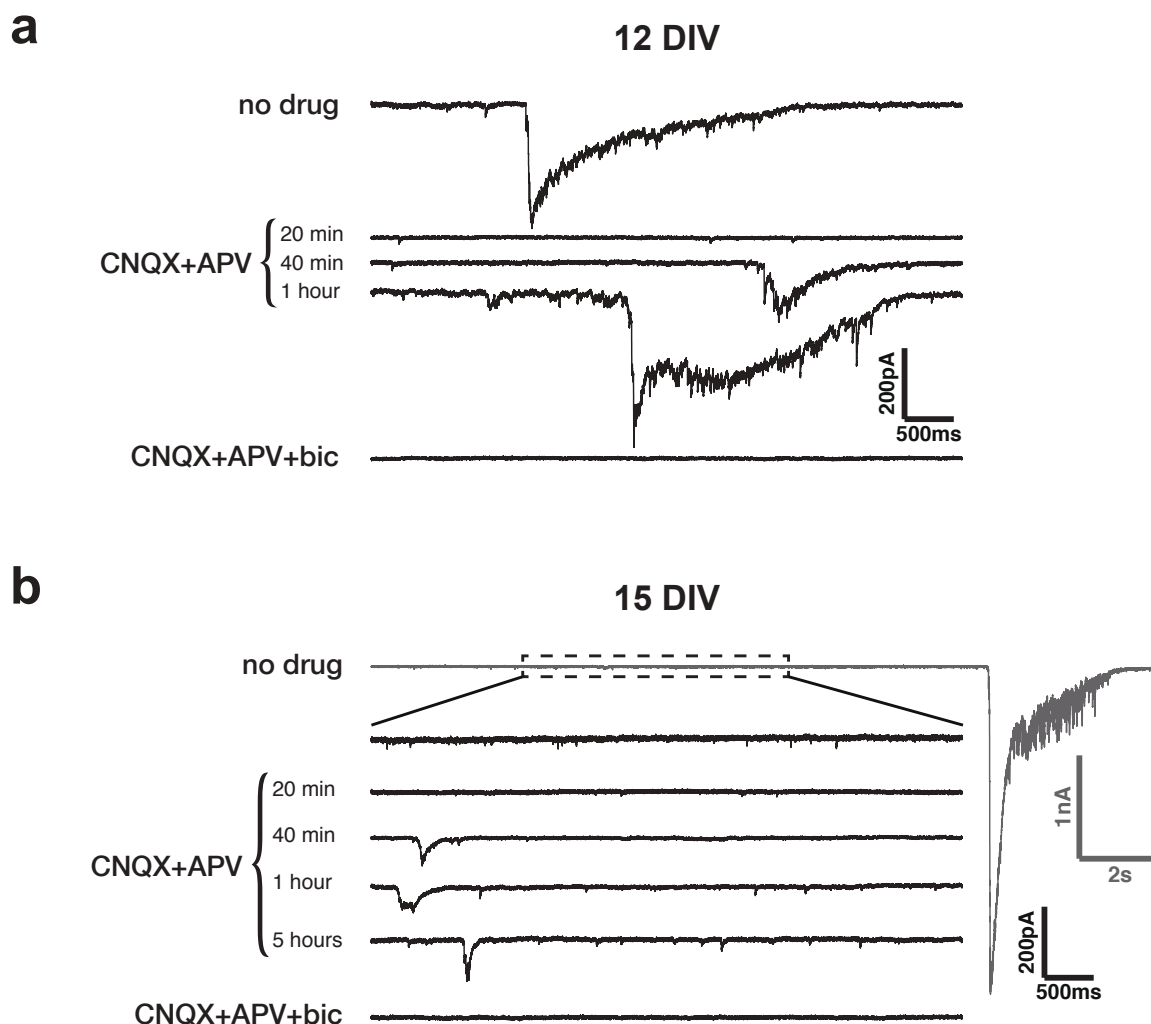 a
12 DIV
no drug
CNQX+APV
20 min
40 min
1 hour
200pA
500ms
CNQX+APV+bic
b
15 DIV
no drug
CNQX+APV
20 min
40 min
1 hour
5 hours
1nA
2s
200pA
500ms
CNQX+APV+bic